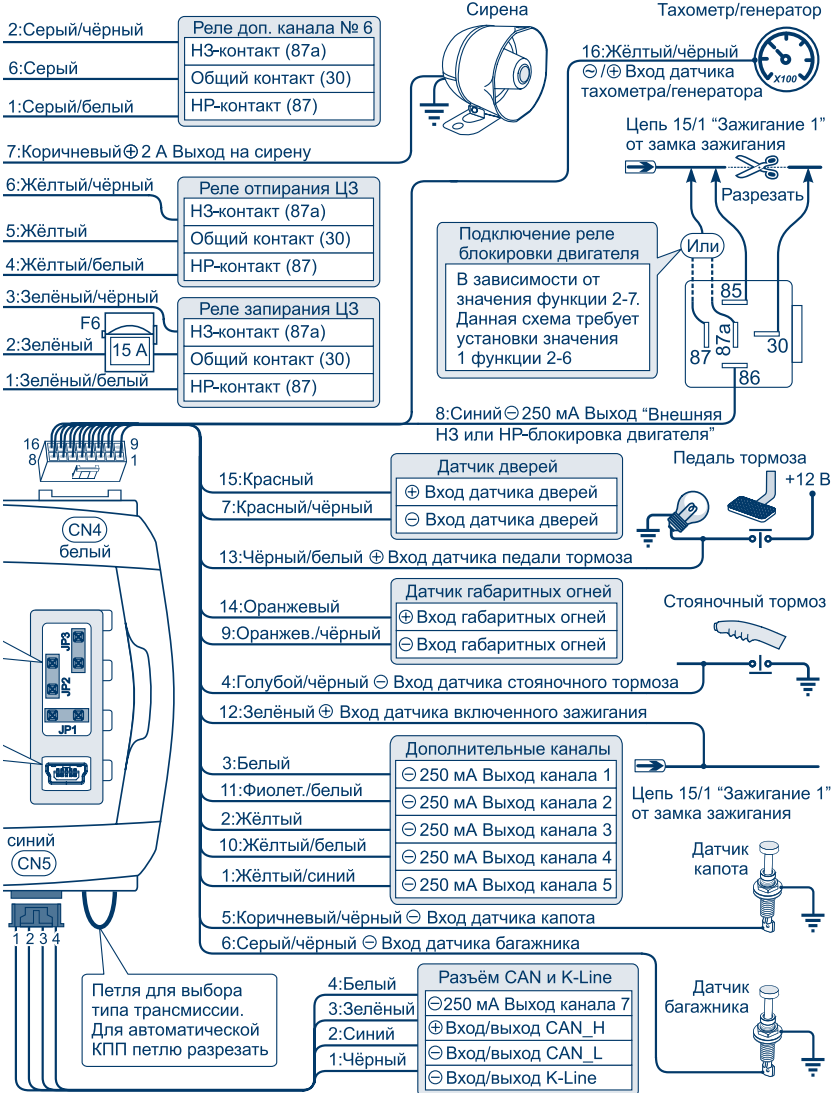 Сирена
Тахометр/генератор
2:Серый/чёрный
6:Серый
1:Серый/белый
Реле доп. канала № 6
НЗ-контакт (87a)
Общий контакт (30)
НР-контакт (87)
16:Жёлтый/чёрный
~/⊕ Вход датчика
тахометра/генератора
X100
7:Коричневый⊕2 А Выход на сирену
Цепь 15/1 “Зажигание 1”
от замка зажигания
Разрезать
6:Жёлтый/чёрный
5:Жёлтый
4:Жёлтый/белый
Реле отпирания ЦЗ
НЗ-контакт (87a)
Общий контакт (30)
НР-контакт (87)
Подключение реле
блокировки двигателя
В зависимости от
значения функции 2-7.
Данная схема требует
установки значения
1 функции 2-6
Или
85
87
87a
30
86
3:Зелёный/чёрный
F6
2:Зелёный
15 А
1:Зелёный/белый
Реле запирания ЦЗ
НЗ-контакт (87a)
Общий контакт (30)
НР-контакт (87)
8:Синий⊖250 мА Выход “Внешняя
НЗ или НР-блокировка двигателя”
16
9
8
1
CN4
белый
15:Красный
7:Красный/чёрный
Датчик дверей
⊕ Вход датчика дверей
⊖ Вход датчика дверей
Педаль тормоза
+12 В
13:Чёрный/белый ⊕ Вход датчика педали тормоза
14:Оранжевый
9:Оранжев./чёрный
Датчик габаритных огней
⊕Вход габаритных огней
⊖Вход габаритных огней
Стояночный тормоз
4:Голубой/чёрный ⊖ Вход датчика стояночного тормоза
12:Зелёный ⊕ Вход датчика включенного зажигания
JP3
JP2
JP1
3:Белый
11:Фиолет./белый
2:Жёлтый
10:Жёлтый/белый
1:Жёлтый/синий
Дополнительные каналы
⊖ 250 мА Выход канала 1
⊖ 250 мА Выход канала 2
⊖ 250 мА Выход канала 3
⊖ 250 мА Выход канала 4
⊖ 250 мА Выход канала 5
Цепь 15/1 “Зажигание 1”
от замка зажигания
синий
CN5
Датчик
капота
5:Коричневый/чёрный ⊖ Вход датчика капота
6:Серый/чёрный ⊖ Вход датчика багажника
1 2 3 4
Петля для выбора
типа трансмиссии.
Для автоматической
КПП петлю разрезать
4:Белый
3:Зелёный
2:Синий
1:Чёрный
Разъём CAN и K-Line
⊖250 мА Выход канала 7
⊕Вход/выход CAN_H
⊖Вход/выход CAN_L
⊖Вход/выход K-Line
Датчик
багажника